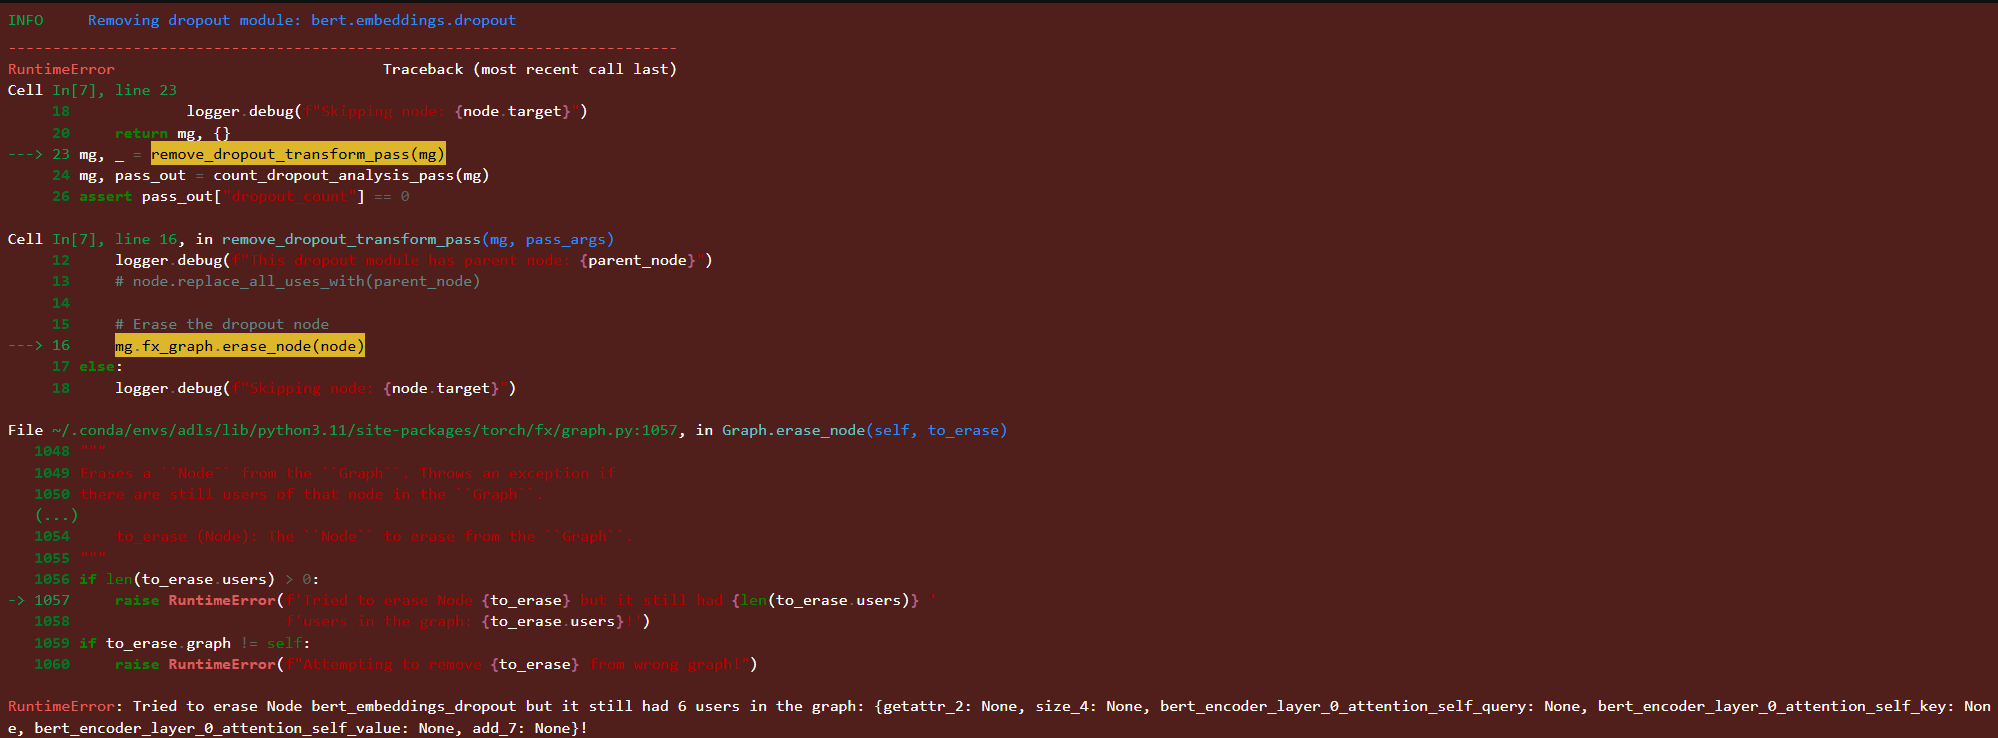 INFO     Removing dropout module: bert.embeddings.dropout
---------------------------------------------------------------------------
RuntimeError                              Traceback (most recent call last)
Cell In[7], line 23
     18             logger.debug(f"Skipping node: {node.target}")
     20     return mg, {}
---> 23 mg, _ = remove_dropout_transform_pass(mg)
     24 mg, pass_out = count_dropout_analysis_pass(mg)
     26 assert pass_out["dropout_count"] == 0
Cell In[7], line 16, in remove_dropout_transform_pass(mg, pass_args)
     12     logger.debug(f"This dropout module has parent node: {parent_node}")
     13     # node.replace_all_uses_with(parent_node)
     14
     15     # Erase the dropout node
---> 16     mg.fx_graph.erase_node(node)
     17 else:
     18     logger.debug(f"Skipping node: {node.target}")
File ~/.conda/envs/adls/lib/python3.11/site-packages/torch/fx/graph.py:1057, in Graph.erase_node(self, to_erase)
   1048 """
   1049 Erases a ``Node`` from the ``Graph``. Throws an exception if
   1050 there are still users of that node in the ``Graph``.
   (...)
   1054     to_erase (Node): The ``Node`` to erase from the ``Graph``.
   1055 """
   1056 if len(to_erase.users) > 0:
-> 1057     raise RuntimeError(f'Tried to erase Node {to_erase} but it still had {len(to_erase.users)} '
   1058                        f'users in the graph: {to_erase.users}!')
   1059 if to_erase.graph != self:
   1060     raise RuntimeError(f"Attempting to remove {to_erase} from wrong graph!")
RuntimeError: Tried to erase Node bert_embeddings_dropout but it still had 6 users in the graph: {getattr_2: None, size_4: None, bert_encoder_layer_0_attention_self_query: None, bert_encoder_layer_0_attention_self_key: Non
e, bert_encoder_layer_0_attention_self_value: None, add_7: None}!